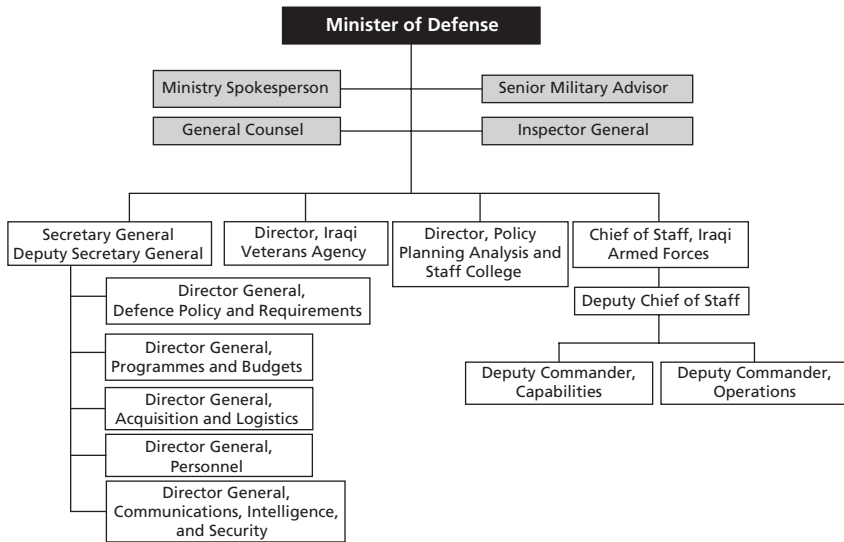 Minister of Defense
Ministry Spokesperson
Senior Military Advisor
General Counsel
Inspector General
Secretary General
Deputy Secretary General
Director, Iraqi
Veterans Agency
Director, Policy
Planning Analysis and
Staff College
Chief of Staff, Iraqi
Armed Forces
Director General,
Defence Policy and Requirements
Director General,
Programmes and Budgets
Director General,
Acquisition and Logistics
Director General,
Personnel
Director General,
Communications, Intelligence,
and Security
Deputy Chief of Staff
Deputy Commander,
Capabilities
Deputy Commander,
Operations